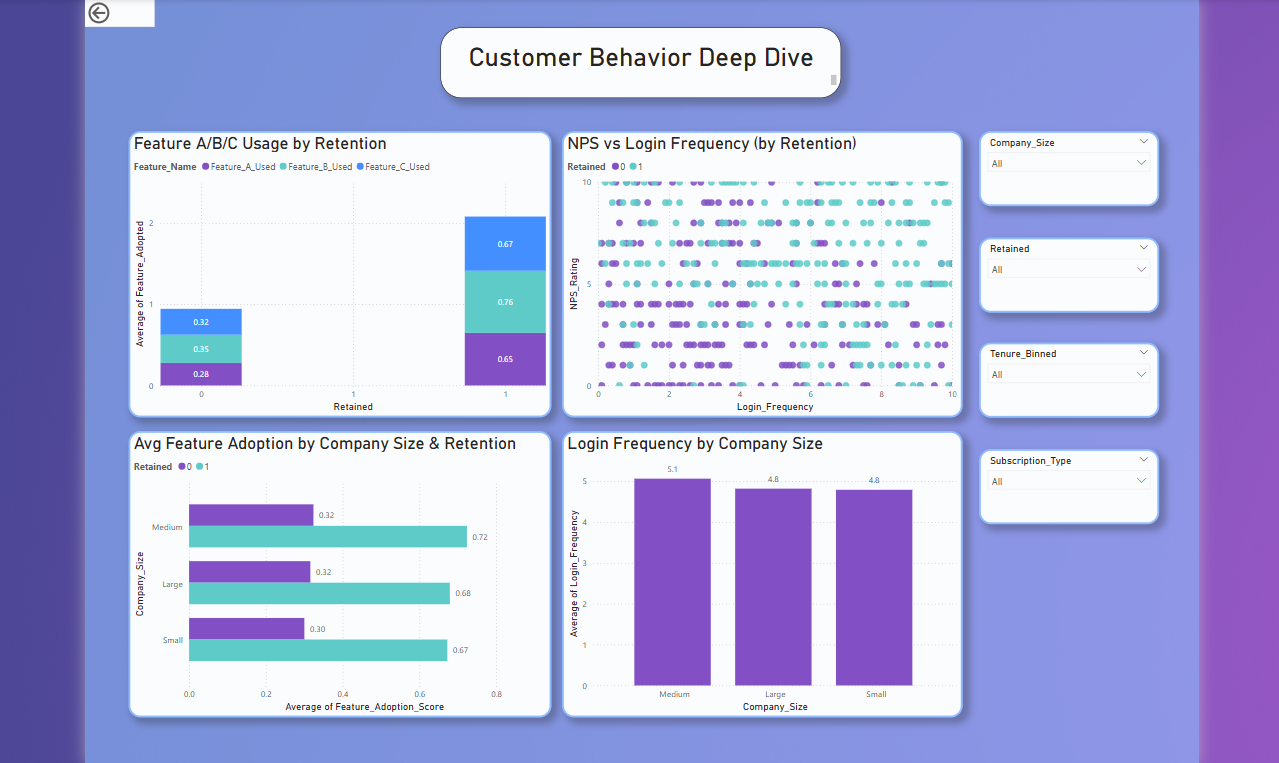 Customer Behavior Deep Dive
Feature A/B/C Usage by Retention
Feature_Name Feature_A_Used Feature_B_Used Feature_C_Used
Average of Feature_Adopted
2
1
0
0.67
0.76
0.65
0.32
0.35
0.28
0 1 1
Retained
NPS vs Login Frequency (by Retention)
Retained 0 1
NPS_Rating
10
5
0
0 2 4 6 8 10
Login_Frequency
Company_Size
All
Retained
All
Tenure_Binned
All
Subscription_Type
All
Avg Feature Adoption by Company Size & Retention
Retained 0 1
Company_Size
Medium
0.32
0.72
Large
0.32
0.68
Small
0.30
0.67
0.0 0.2 0.4 0.6 0.8
Average of Feature_Adoption_Score
Login Frequency by Company Size
Average of Login_Frequency
5.1 4.8 4.8
5
4
3
2
1
0
Medium Large Small
Company_Size